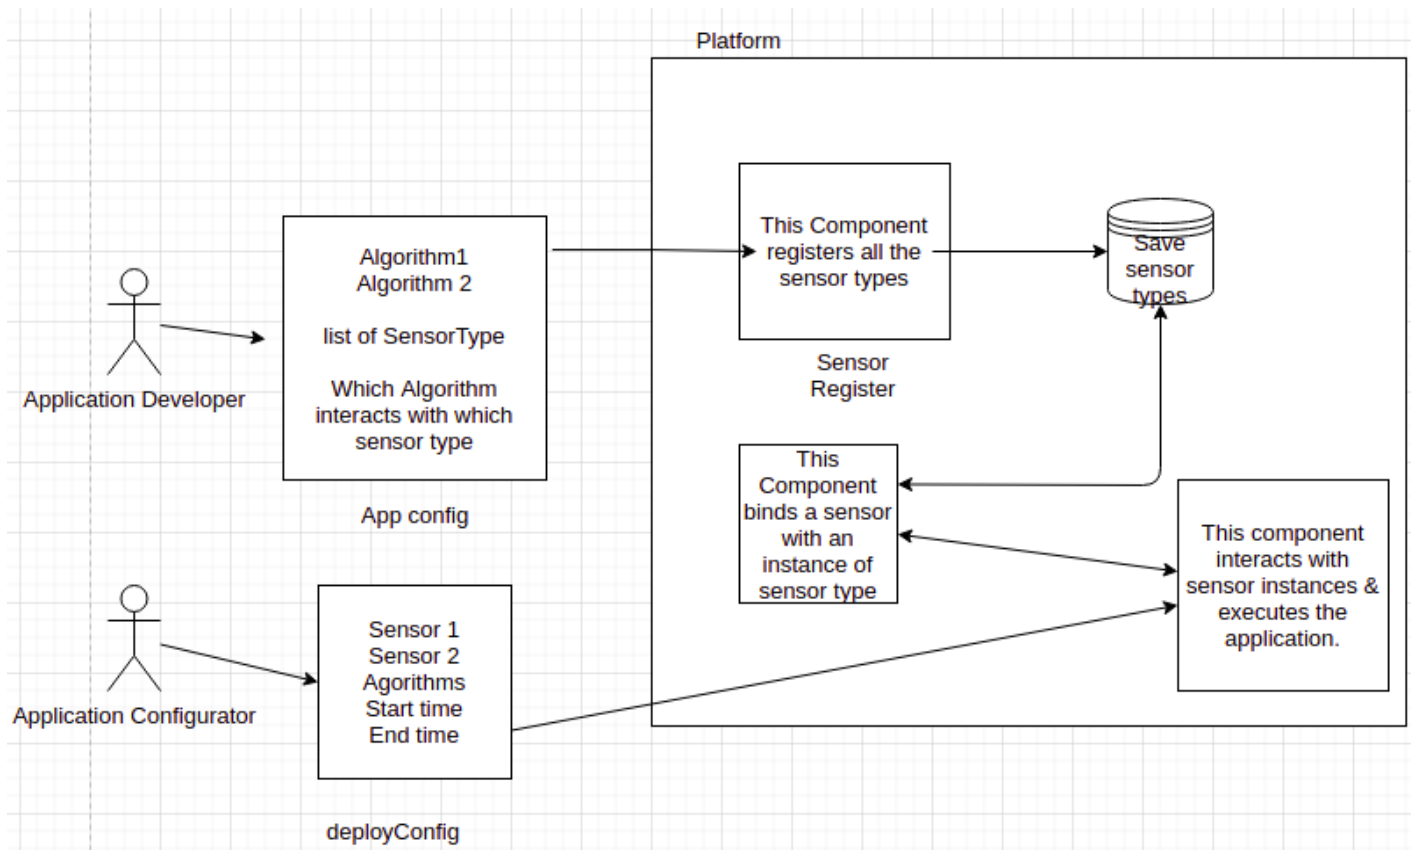 Platform
This Component
registers all the
sensor types
Save
sensor
types
Sensor
Register
Algorithm1
Algorithm 2
list of SensorType
Which Algorithm
interacts with which
sensor type
App config
Application Developer
This
Component
binds a sensor
with an
instance of
sensor type
This component
interacts with
sensor instances &
executes the
application.
Sensor 1
Sensor 2
Agorithms
Start time
End time
Application Configurator
deployConfig